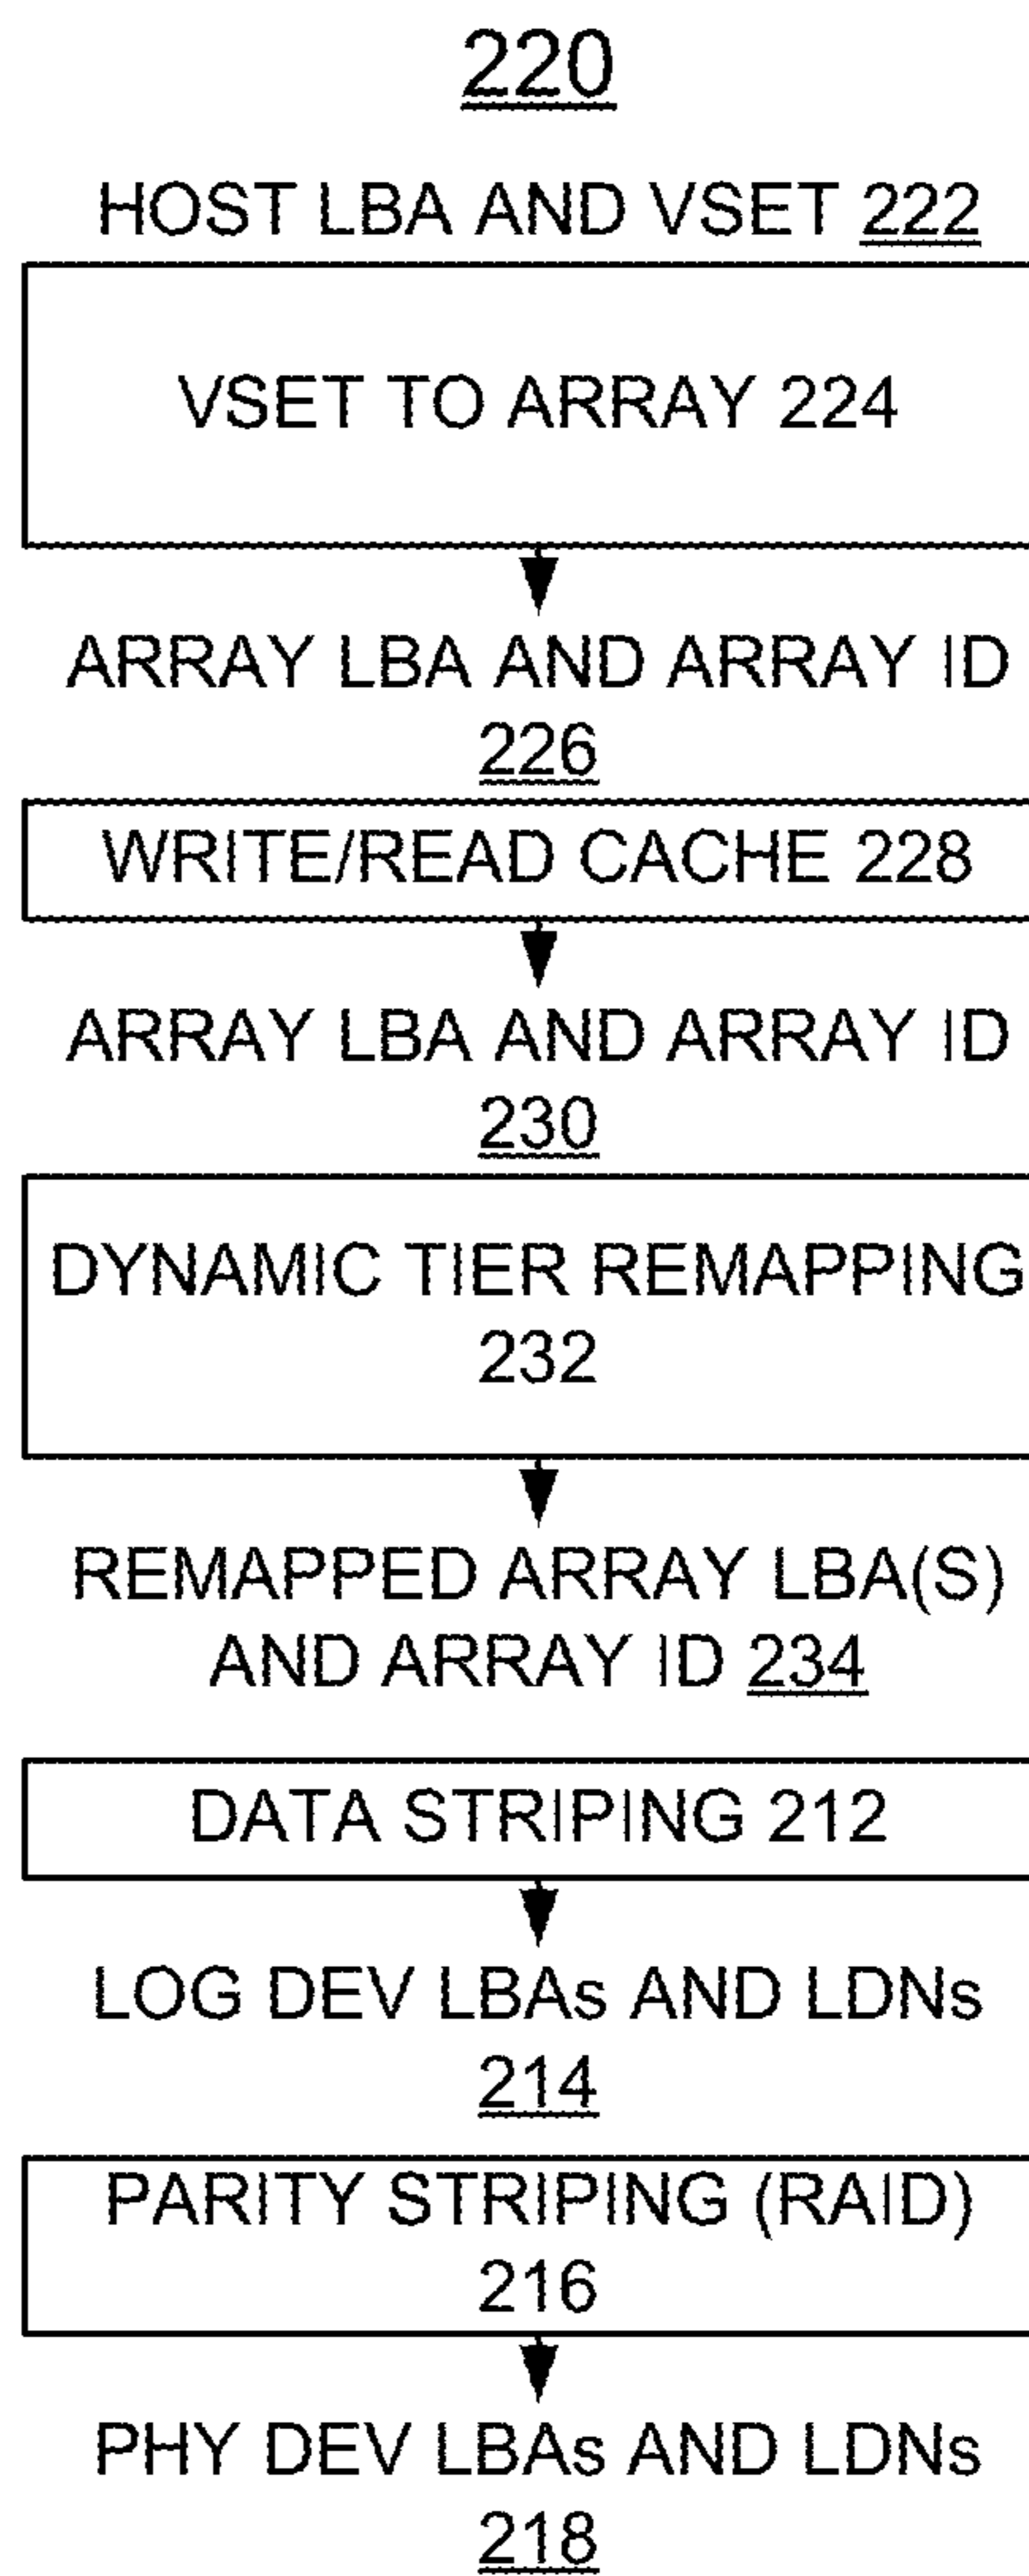 220
HOST LBA AND VSET 222
VSET TO ARRAY 224
ARRAY LBA AND ARRAY ID
226
WRITE/READ CACHE 228
ARRAY LBA AND ARRAY ID
230
DYNAMIC TIER REMAPPING
232
REMAPPED ARRAY LBA(S)
AND ARRAY ID 234
DATA STRIPING 212
LOG DEV LBAs AND LDNs
214
PARITY STRIPING (RAID)
216
PHY DEV LBAs AND LDNs
218